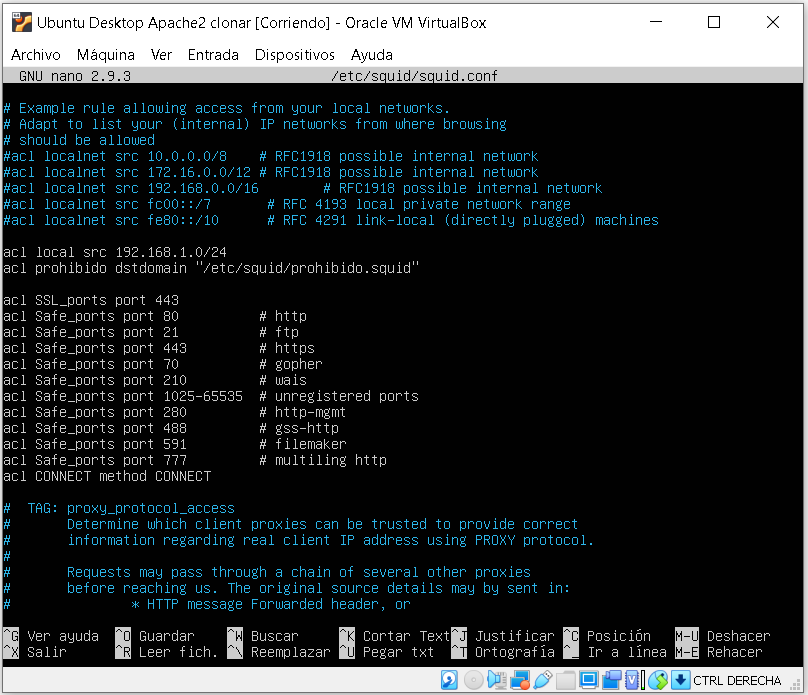 Ubuntu Desktop Apache2 clonar [Corriendo] - Oracle VM VirtualBox
Archivo Máquina Ver Entrada Dispositivos Ayuda
GNU nano 2.9.3 /etc/squid/squid.conf
# Example rule allowing access from your local networks.
# Adapt to list your (internal) IP networks from where browsing
# should be allowed
#acl localnet src 10.0.0.0/8 # RFC1918 possible internal network
#acl localnet src 172.16.0.0/12 # RFC1918 possible internal network
#acl localnet src 192.168.0.0/16 # RFC1918 possible internal network
#acl localnet src fc00::/7 # RFC 4193 local private network range
#acl localnet src fe80::/10 # RFC 4291 link-local (directly plugged) machines
acl local src 192.168.1.0/24
acl prohibido dstdomain "/etc/squid/prohibido.squid"
acl SSL_ports port 443
acl Safe_ports port 80 # http
acl Safe_ports port 21 # ftp
acl Safe_ports port 443 # https
acl Safe_ports port 70 # gopher
acl Safe_ports port 210 # wais
acl Safe_ports port 1025-65535 # unregistered ports
acl Safe_ports port 280 # http-mgmt
acl Safe_ports port 488 # gss-http
acl Safe_ports port 591 # filemaker
acl Safe_ports port 777 # multiling http
acl CONNECT method CONNECT
# TAG: proxy_protocol_access
# Determine which client proxies can be trusted to provide correct
# information regarding real client IP address using PROXY protocol.
#
# Requests may pass through a chain of several other proxies
# before reaching us. The original source details may by sent in:
# * HTTP message Forwarded header, or
^G Ver ayuda ^O Guardar ^W Buscar ^K Cortar Text ^J Justificar ^C Posición M-U Deshacer
^X Salir ^R Leer fich. ^\ Reemplazar ^U Pegar txt ^T Ortografía ^_ Ir a línea M-E Rehacer
CTRL DERECHA